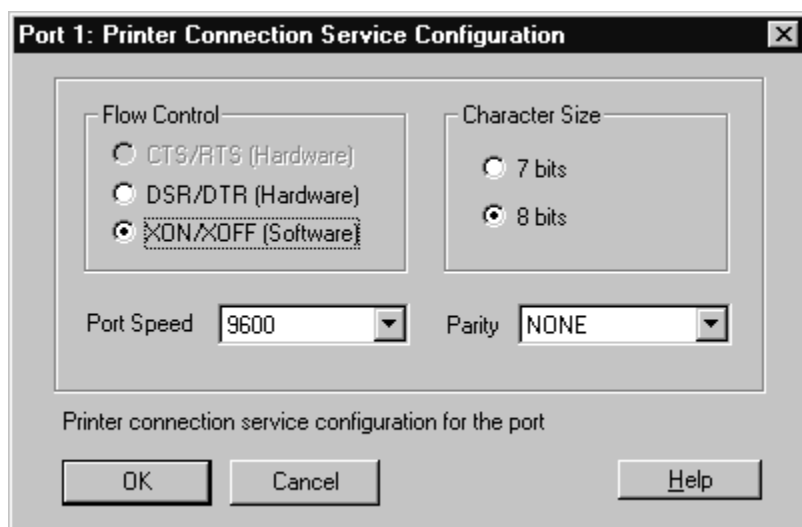 Port 1: Printer Connection Service Configuration
Flow Control
CTS/RTS (Hardware)
DSR/DTR (Hardware)
XON/XOFF (Software)
Character Size
7 bits
8 bits
Port Speed 9600
Parity NONE
Printer connection service configuration for the port
OK Cancel Help